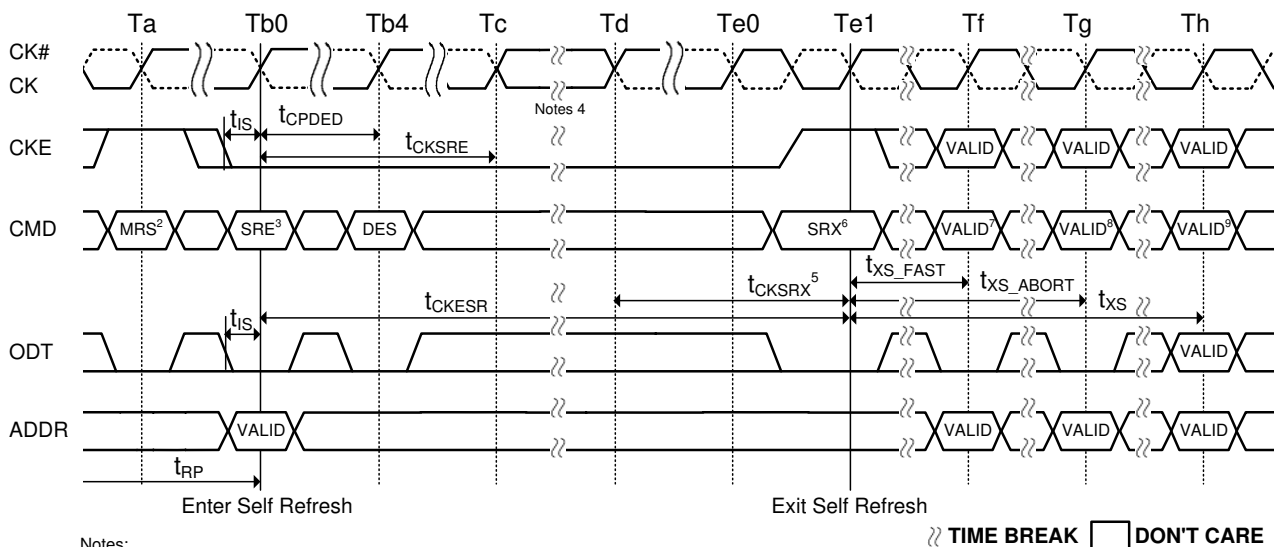 Ta Tb0 Tb4 Tc Td Te0 Te1 Tf Tg Th
CK#
CK
Notes 4
tIS tCPDED
CKE VALID VALID VALID
tCKSRE
CMD MRS² SRE³ DES SRX⁶ VALID⁷ VALID⁸ VALID⁹
tXS_FAST
tCKSRX⁵ tXS_ABORT
tCKESR tXS
tIS
ODT VALID
ADDR VALID VALID VALID VALID
tRP
Enter Self Refresh Exit Self Refresh
TIME BREAK DON'T CARE
Notes: